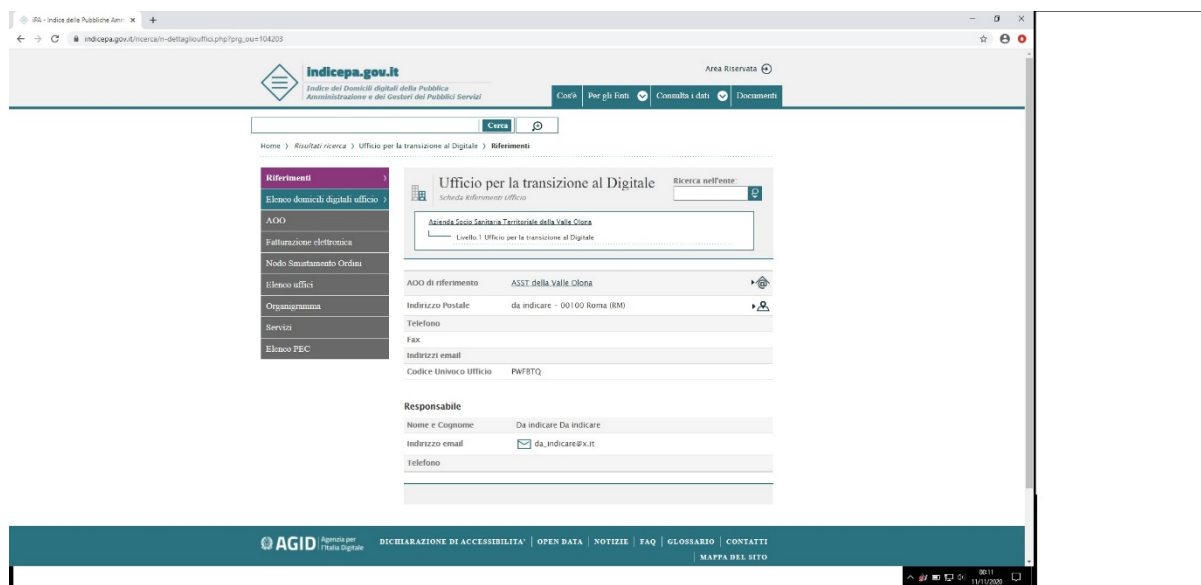 iPA - Indice delle Pubbliche Amm
indicepa.gov.it/ricerca/n-dettagliouffici.php?prg_ou=104203
indicepa.gov.it
Indice dei Domicili digitali della Pubblica
Amministrazione e dei Gestori dei Pubblici Servizi
Area Riservata
Cos'è
Per gli Enti
Consulta i dati
Documenti
Cerca
Home > Risultati ricerca > Ufficio per la transizione al Digitale > Riferimenti
Riferimenti
Elenco domicili digitali ufficio
AOO
Fatturazione elettronica
Nodo Smistamento Ordini
Elenco uffici
Organigramma
Servizi
Elenco PEC
Ufficio per la transizione al Digitale
Scheda Riferimenti Ufficio
Ricerca nell'ente:
Azienda Socio Sanitaria Territoriale della Valle Olona
Livello:1 Ufficio per la transizione al Digitale
AOO di riferimento ASST della Valle Olona
Indirizzo Postale da indicare - 00100 Roma (RM)
Telefono
Fax
Indirizzi email
Codice Univoco Ufficio PWFBTQ
Responsabile
Nome e Cognome Da indicare Da indicare
Indirizzo email da_indicare@x.it
Telefono
AGID Agenzia per
l'Italia Digitale
DICHIARAZIONE DI ACCESSIBILITA' | OPEN DATA | NOTIZIE | FAQ | GLOSSARIO | CONTATTI
| MAPPA DEL SITO
00:11
11/11/2020